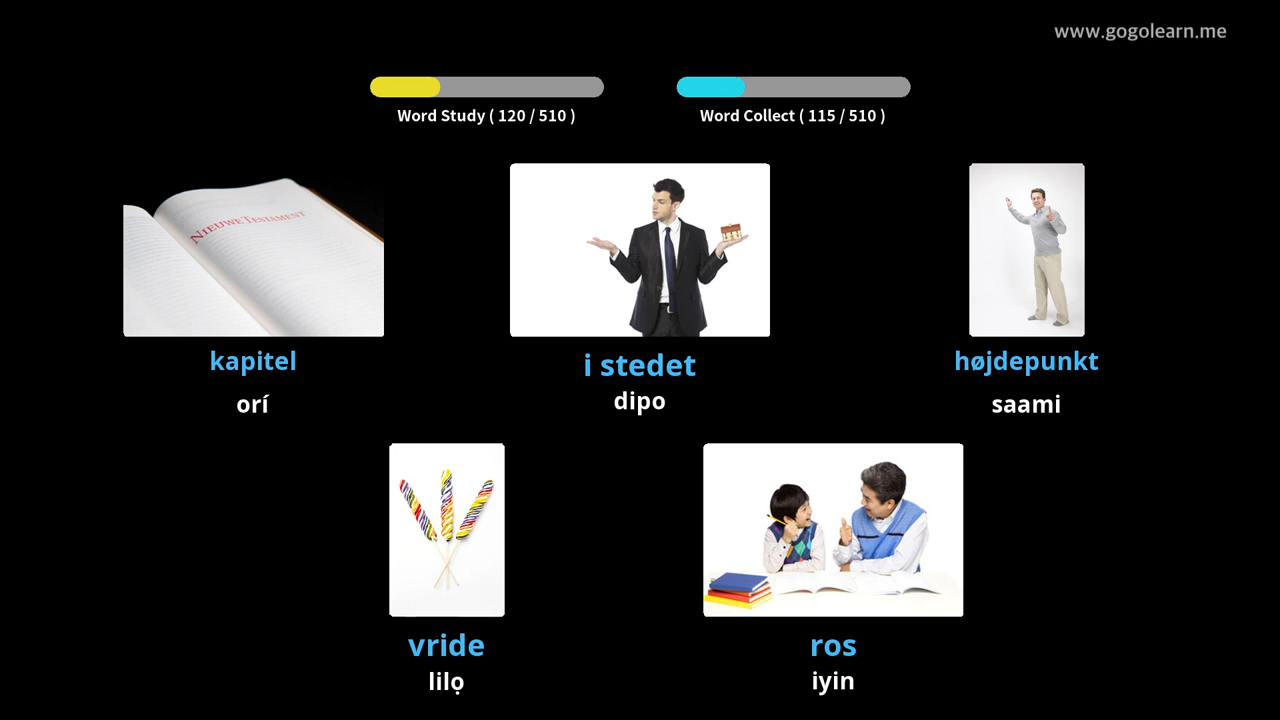 www.gogolearn.me
Word Study ( 120 / 510 )
Word Collect ( 115 / 510 )
NIEUWE TESTAMENT
kapitel
orí
i stedet
dipo
højdepunkt
saami
vride
lilọ
ros
iyin